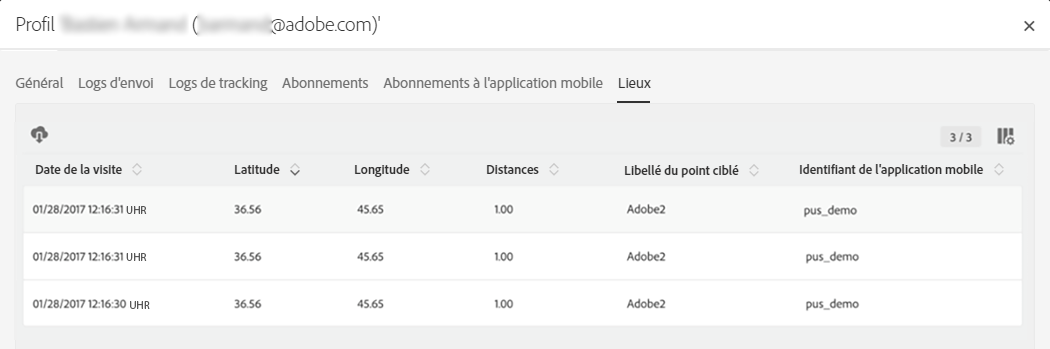 Profil ( @adobe.com)'
Général Logs d'envoi Logs de tracking Abonnements Abonnements à l'application mobile Lieux
3 / 3
Date de la visite Latitude Longitude Distances Libellé du point ciblé Identifiant de l'application mobile
01/28/2017 12:16:31 UHR 36.56 45.65 1.00 Adobe2 pus_demo
01/28/2017 12:16:31 UHR 36.56 45.65 1.00 Adobe2 pus_demo
01/28/2017 12:16:30 UHR 36.56 45.65 1.00 Adobe2 pus_demo